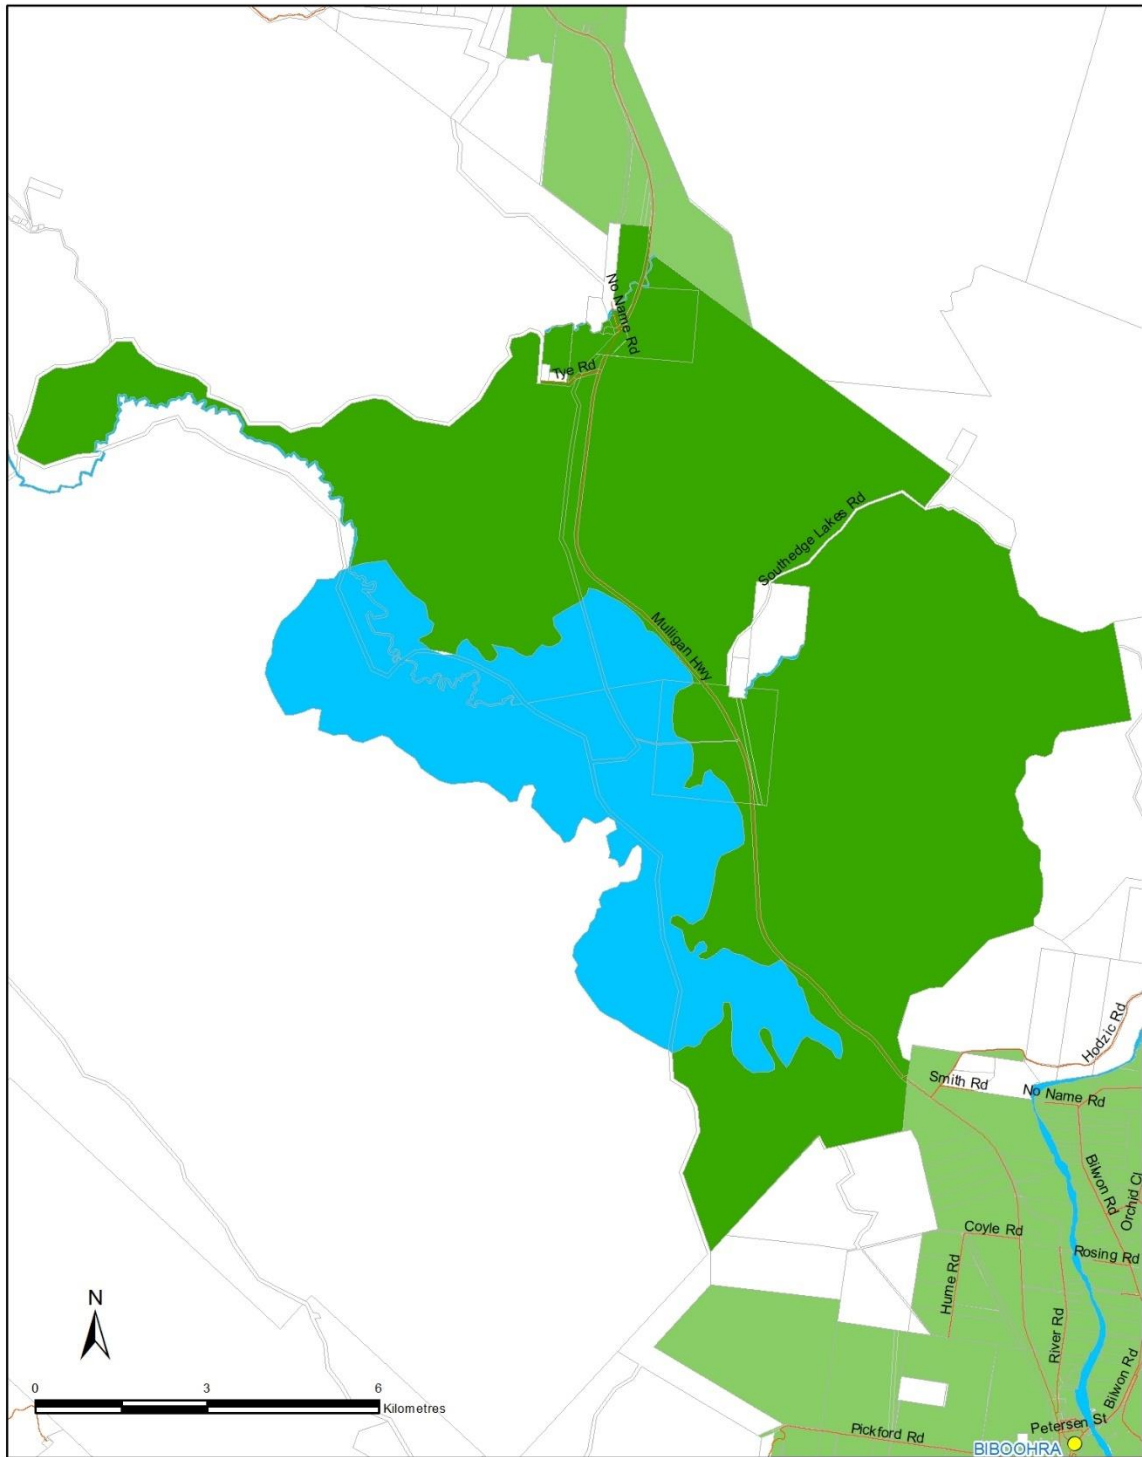 No Name Rd
Tye Rd
Southedge Lakes Rd
Mulligan Hwy
Hodzic Rd
Smith Rd
No Name Rd
Bilwon Rd
Orchid Cl
Coyle Rd
Rosing Rd
Hume Rd
River Rd
Bilwon Rd
N
0 3 6
Kilometres
Petersen St
Pickford Rd
BIBOOHRA